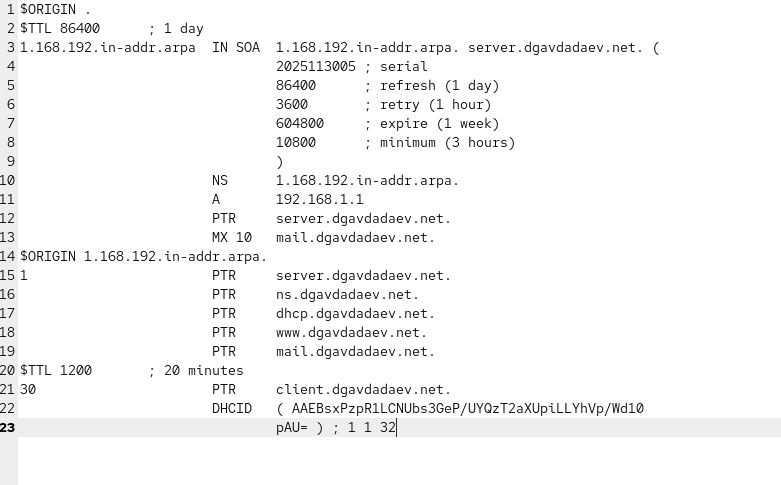 1 $ORIGIN .
2 $TTL 86400 ; 1 day
3 1.168.192.in-addr.arpa IN SOA 1.168.192.in-addr.arpa. server.dgavdadaev.net. (
4 2025113005 ; serial
5 86400 ; refresh (1 day)
6 3600 ; retry (1 hour)
7 604800 ; expire (1 week)
8 10800 ; minimum (3 hours)
9 )
10 NS 1.168.192.in-addr.arpa.
11 A 192.168.1.1
12 PTR server.dgavdadaev.net.
13 MX 10 mail.dgavdadaev.net.
14 $ORIGIN 1.168.192.in-addr.arpa.
15 1 PTR server.dgavdadaev.net.
16 PTR ns.dgavdadaev.net.
17 PTR dhcp.dgavdadaev.net.
18 PTR www.dgavdadaev.net.
19 PTR mail.dgavdadaev.net.
20 $TTL 1200 ; 20 minutes
21 30 PTR client.dgavdadaev.net.
22 DHCID ( AAEBsxPzpR1LCNUbs3GeP/UYQzT2aXUpiLLYhVp/Wd10
23 pAU= ) ; 1 1 32